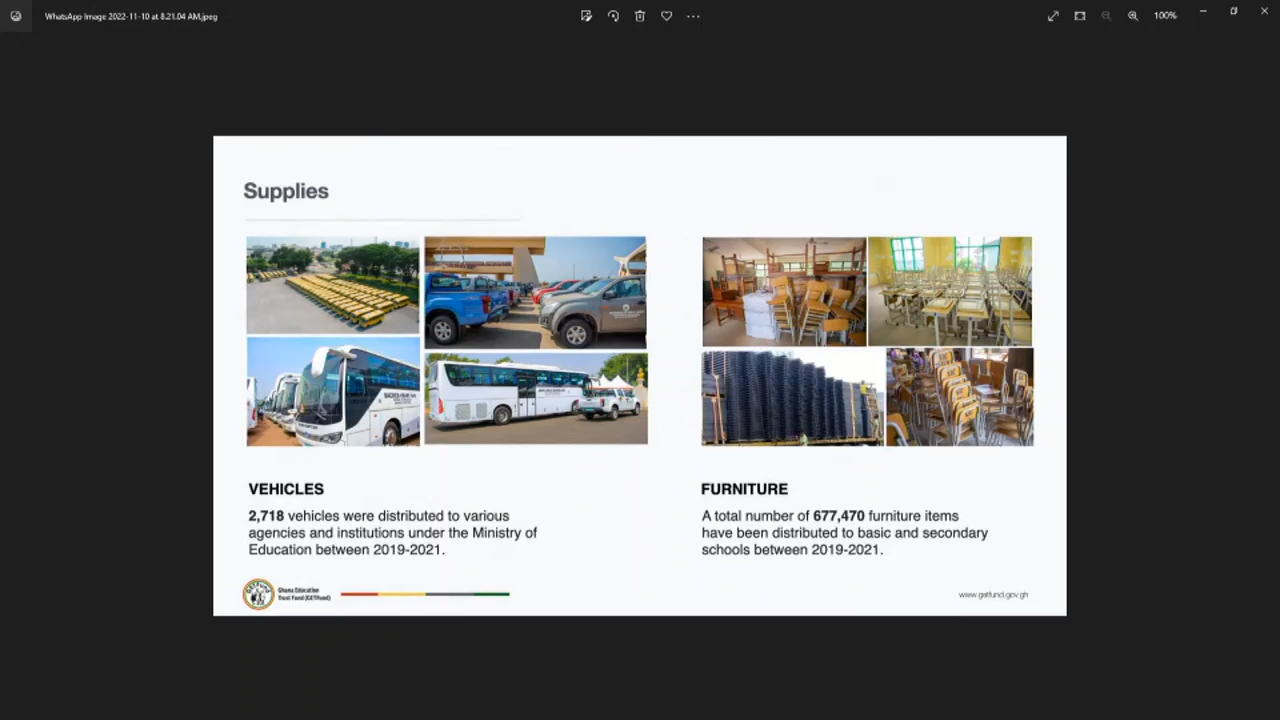 WhatsApp Image 2022-11-10 at 8.21.04 AM.jpeg
100%
Supplies
VEHICLES
2,718 vehicles were distributed to various
agencies and institutions under the Ministry of
Education between 2019-2021.
FURNITURE
A total number of 677,470 furniture items
have been distributed to basic and secondary
schools between 2019-2021.
GETFUND
Ghana Education
Trust Fund (GETFund)
www.getfund.gov.gh